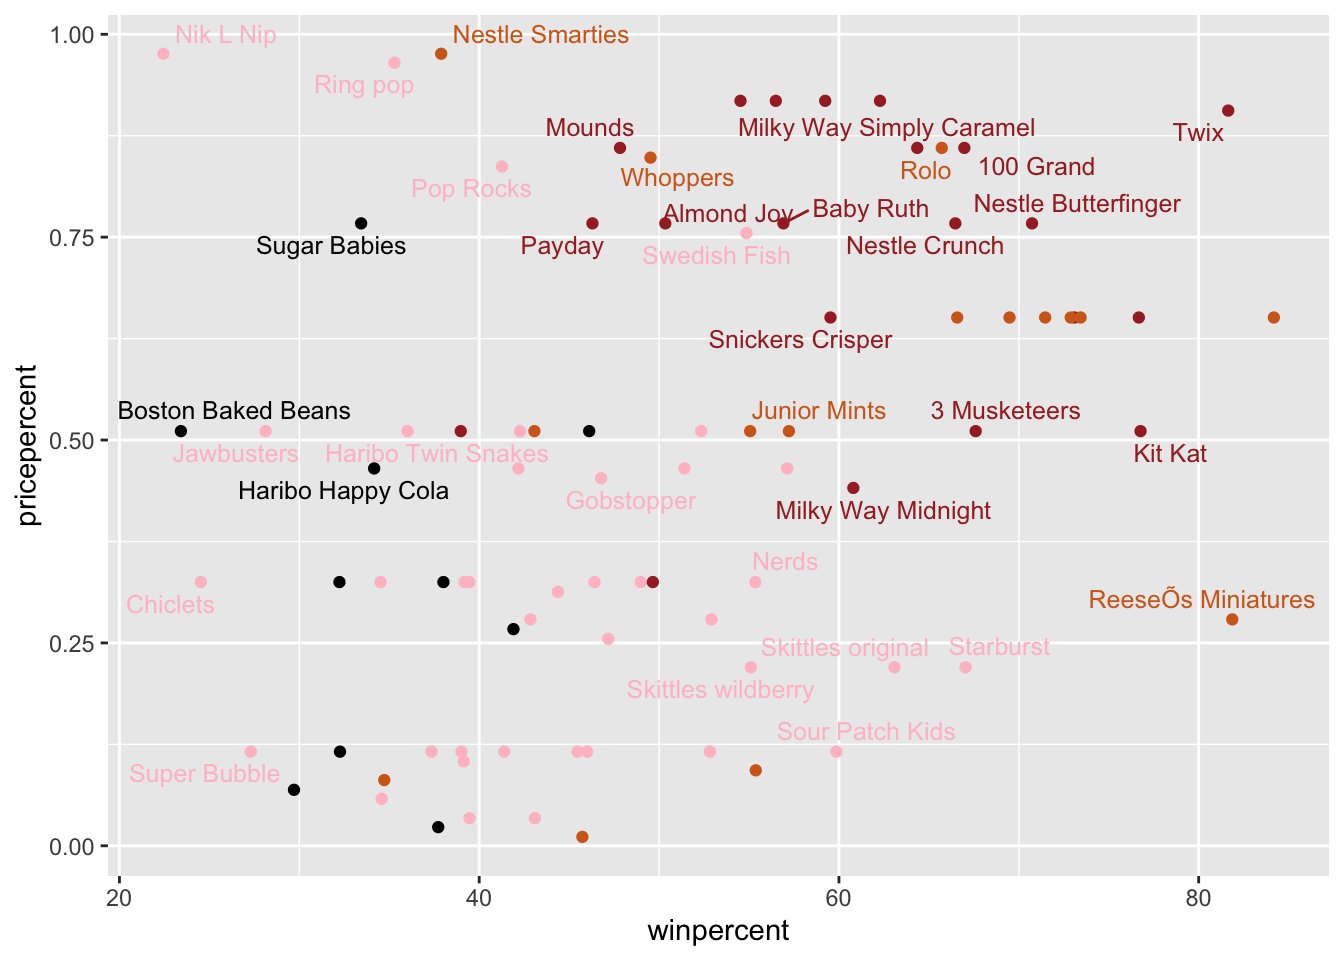 1.00
Nik L Nip
Nestle Smarties
Ring pop
Mounds
Milky Way Simply Caramel
Twix
Whoppers
Rolo
100 Grand
Pop Rocks
Almond Joy
Baby Ruth
Nestle Butterfinger
0.75
Sugar Babies
Payday
Swedish Fish
Nestle Crunch
Snickers Crisper
Boston Baked Beans
Junior Mints
3 Musketeers
0.50
Jawbusters
Haribo Twin Snakes
Kit Kat
Haribo Happy Cola
Gobstopper
Milky Way Midnight
pricepercent
Nerds
Chiclets
ReeseÕs Miniatures
0.25
Skittles original
Starburst
Skittles wildberry
Sour Patch Kids
Super Bubble
0.00
20
40
60
80
winpercent